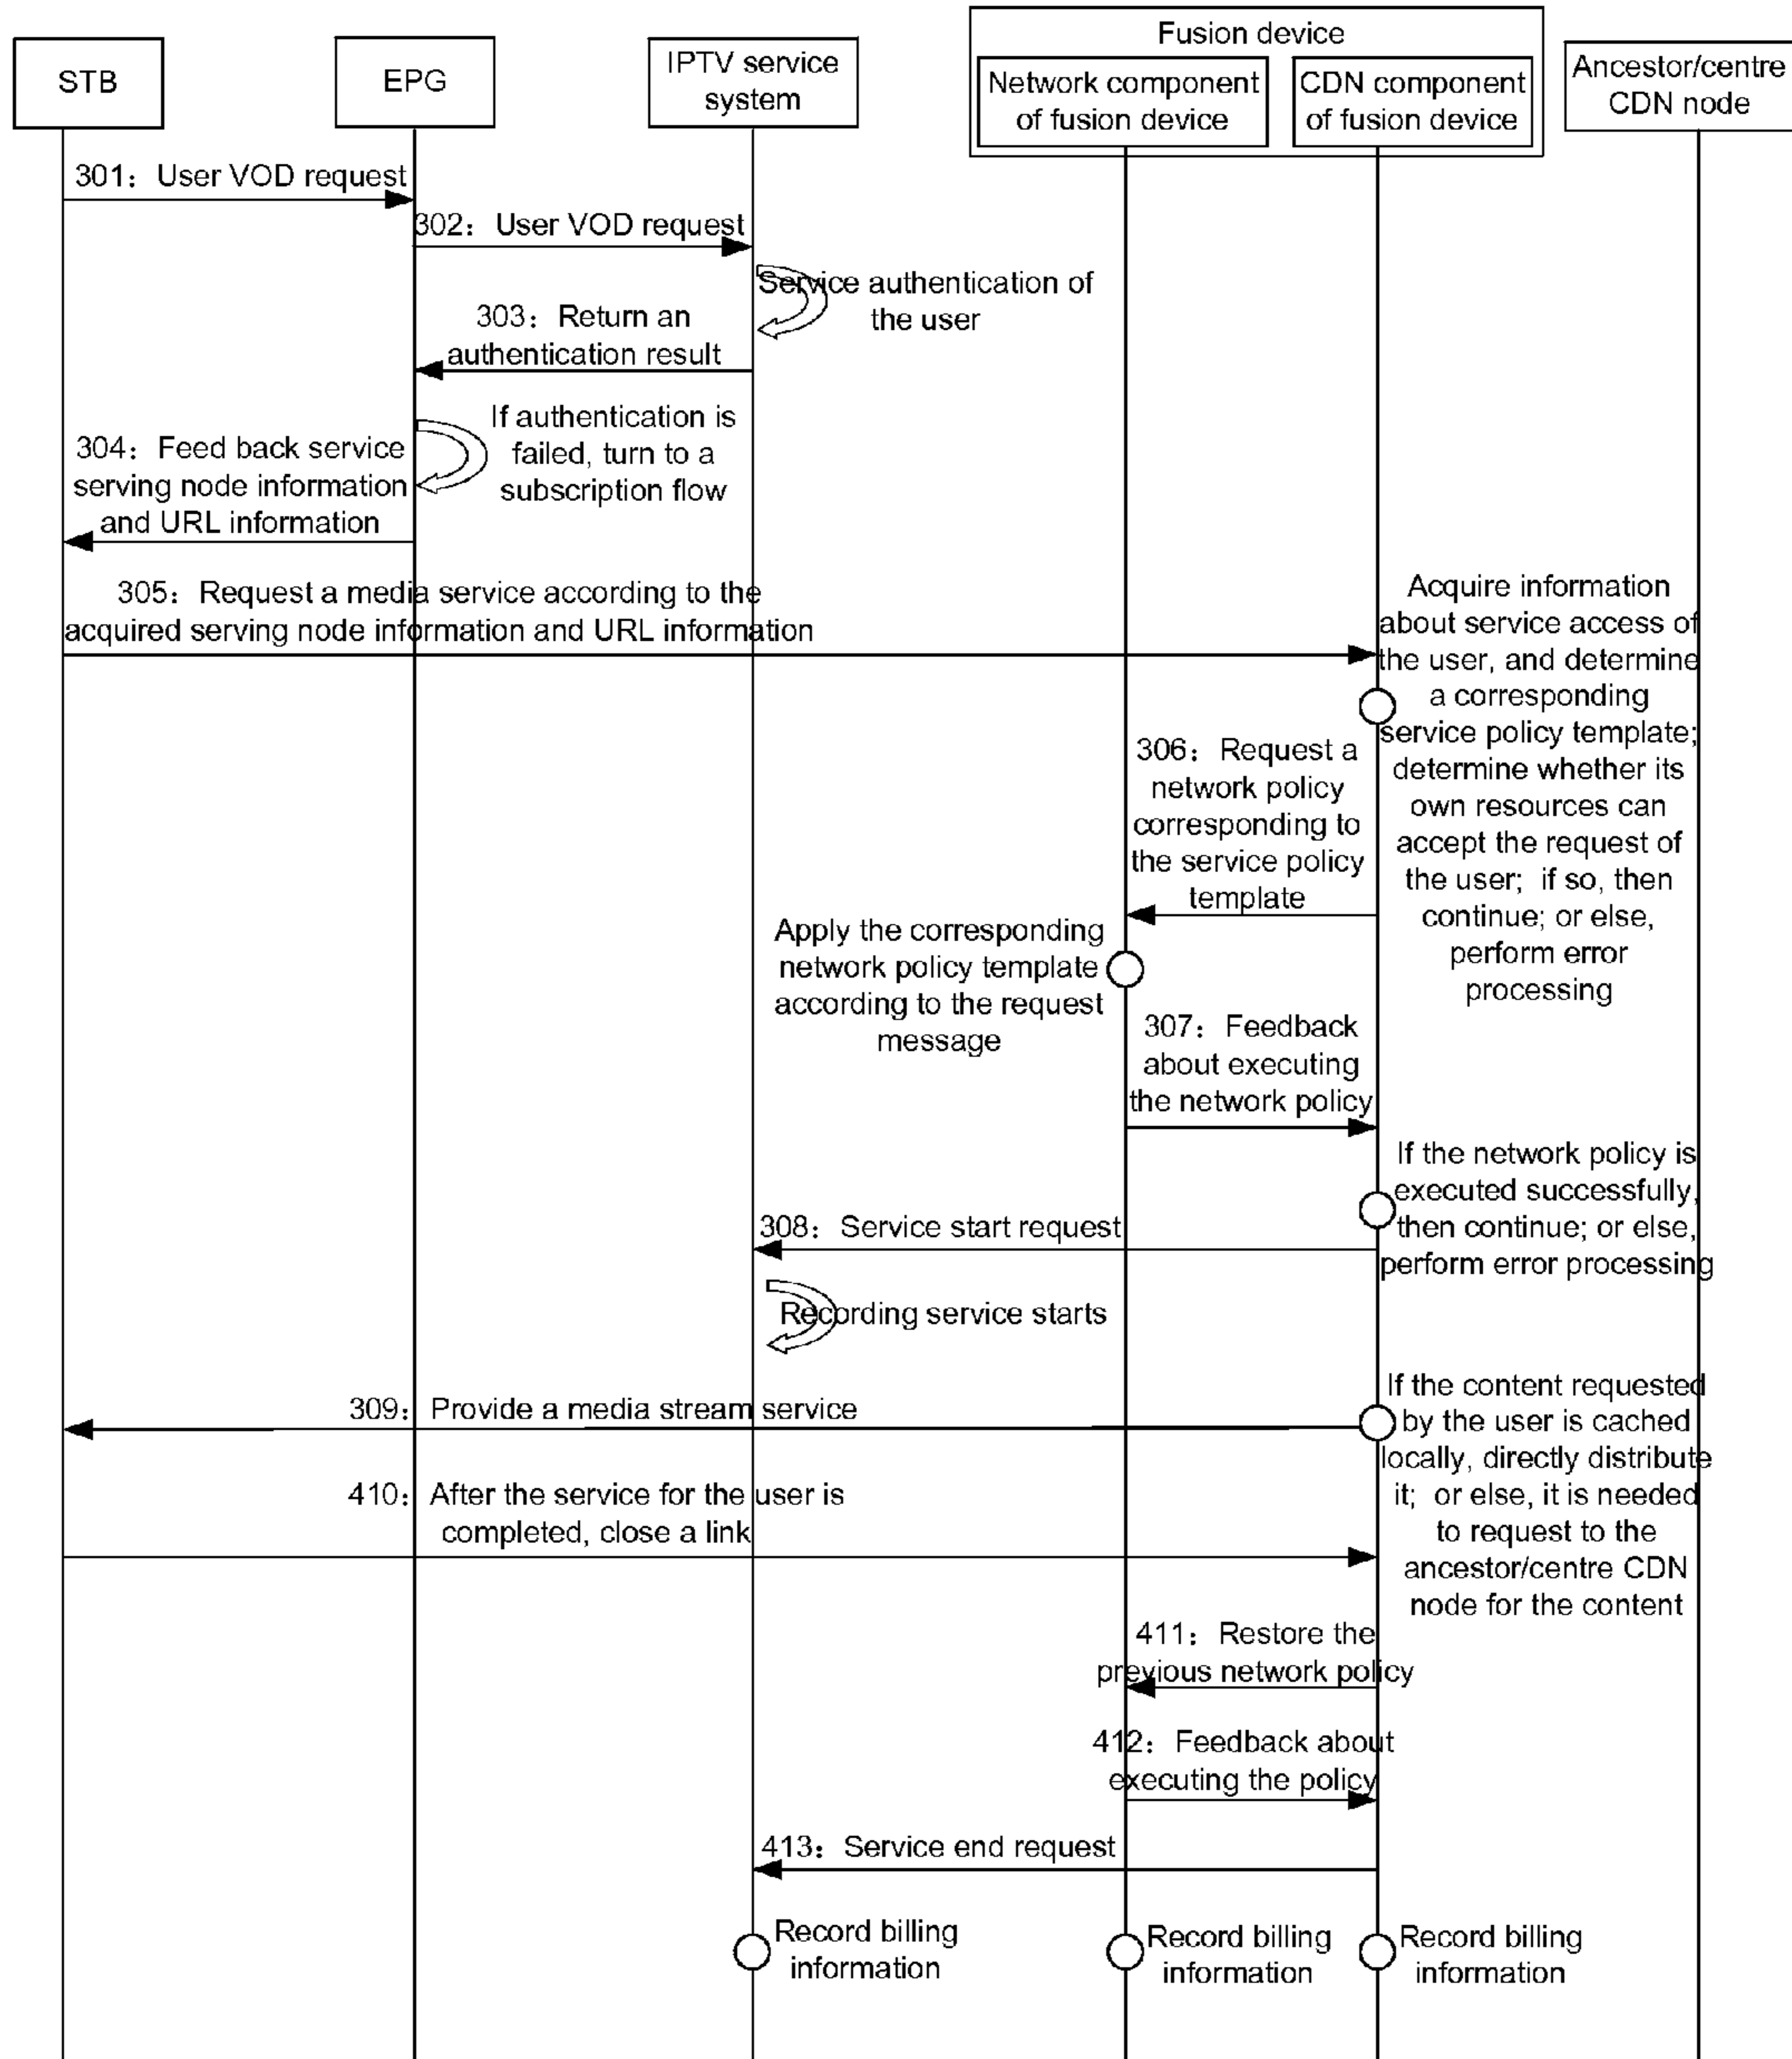 STB
EPG
IPTV service
system
Fusion device
Network component
of fusion device
CDN component
of fusion device
Ancestor/centre
CDN node
301: User VOD request
302: User VOD request
Service authentication of
the user
303: Return an
authentication result
If authentication is
failed, turn to a
subscription flow
304: Feed back service
serving node information
and URL information
305: Request a media service according to the
acquired serving node information and URL information
Acquire information
about service access of
the user, and determine
a corresponding
service policy template;
determine whether its
own resources can
accept the request of
the user; if so, then
continue; or else,
perform error
processing
306: Request a
network policy
corresponding to
the service policy
template
Apply the corresponding
network policy template
according to the request
message
307: Feedback
about executing
the network policy
If the network policy is
executed successfully,
then continue; or else,
perform error processing
308: Service start request
Recording service starts
309: Provide a media stream service
If the content requested
by the user is cached
locally, directly distribute
it; or else, it is needed
to request to the
ancestor/centre CDN
node for the content
410: After the service for the user is
completed, close a link
411: Restore the
previous network policy
412: Feedback about
executing the policy
413: Service end request
Record billing
information
Record billing
information
Record billing
information